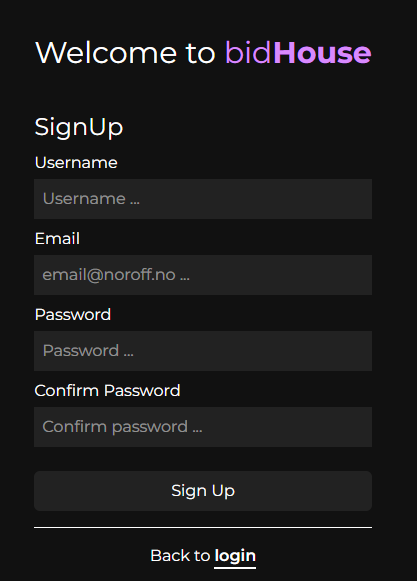 Welcome to bidHouse
SignUp
Username
Username ...
Email
email@noroff.no ...
Password
Password ...
Confirm Password
Confirm password ...
Sign Up
Back to login